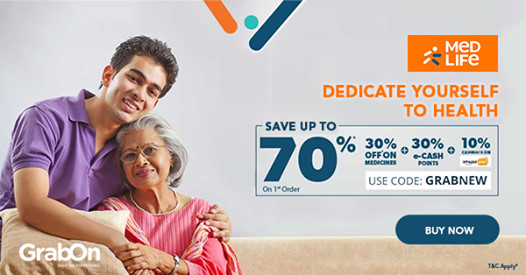 MED
LIFE
DEDICATE YOURSELF
TO HEALTH
SAVE UP TO
70%*
On 1st Order
30%
OFF ON
MEDICINES
+
30%
e-CASH
POINTS
+
10%
CASHBACK ON
amazon pay
USE CODE: GRABNEW
BUY NOW
GrabOn
T&C Apply*